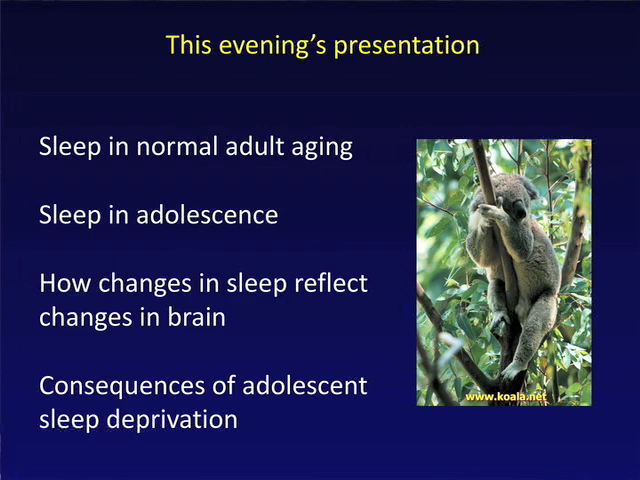 This evening’s presentation
Sleep in normal adult aging
Sleep in adolescence
How changes in sleep reflect
changes in brain
Consequences of adolescent
sleep deprivation
www.koala.net